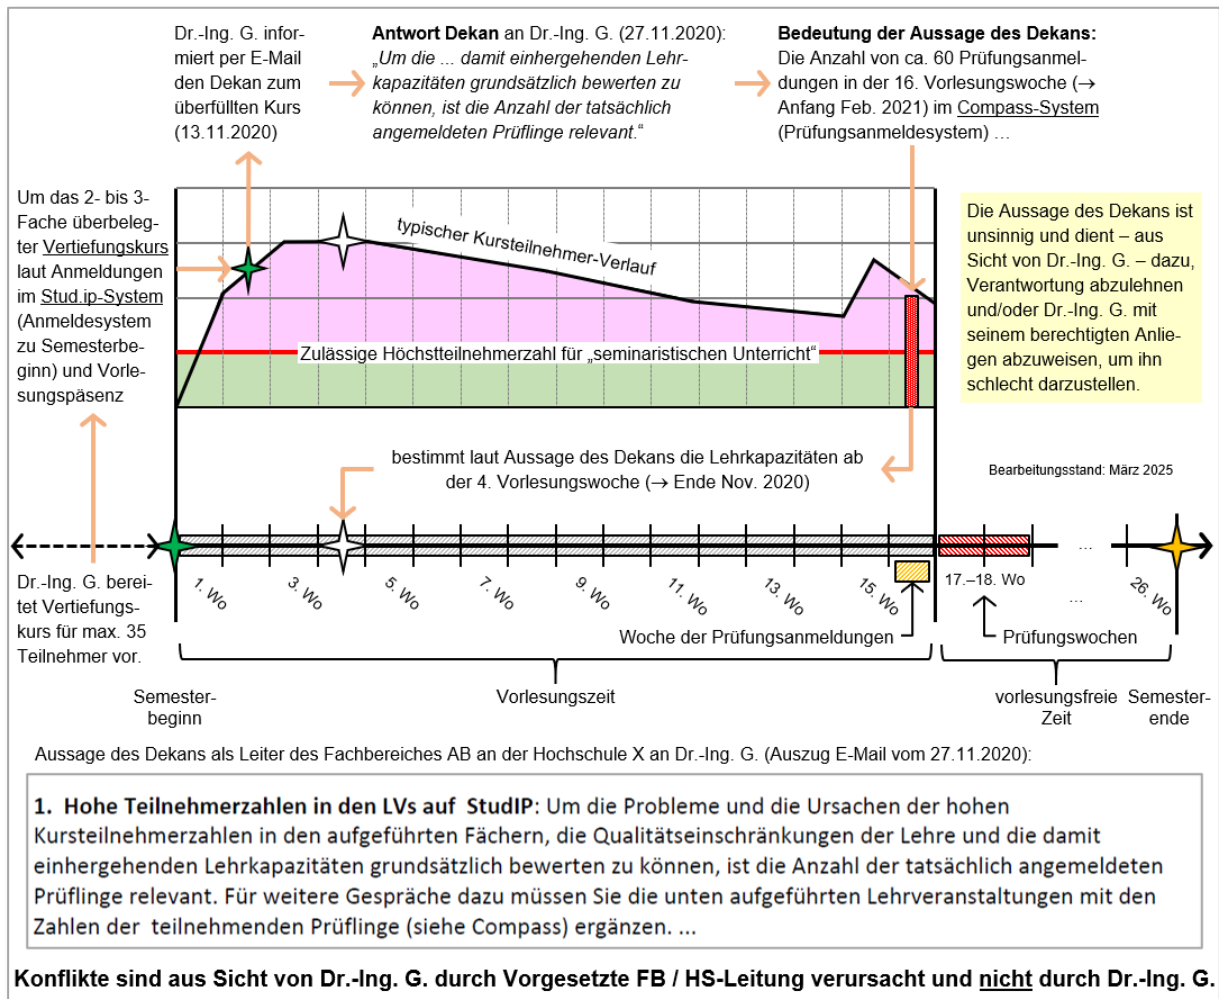 Dr.-Ing. G. infor-
miert per E-Mail
den Dekan zum
überfüllten Kurs
(13.11.2020)
Antwort Dekan an Dr.-Ing. G. (27.11.2020):
„Um die ... damit einhergehenden Lehr-
kapazitäten grundsätzlich bewerten zu
können, ist die Anzahl der tatsächlich
angemeldeten Prüflinge relevant.“
Bedeutung der Aussage des Dekans:
Die Anzahl von ca. 60 Prüfungsanmel-
dungen in der 16. Vorlesungswoche (→
Anfang Feb. 2021) im Compass-System
(Prüfungsanmeldesystem) ...
Um das 2- bis 3-
Fache überbeleg-
ter Vertiefungskurs
laut Anmeldungen
im Stud.ip-System
(Anmeldesystem
zu Semesterbe-
ginn) und Vorle-
sungspäsenz
typischer Kursteilnehmer-Verlauf
Zulässige Höchstteilnehmerzahl für „seminaristischen Unterricht“
Die Aussage des Dekans ist
unsinnig und dient – aus
Sicht von Dr.-Ing. G. – dazu,
Verantwortung abzulehnen
und/oder Dr.-Ing. G. mit
seinem berechtigten Anlie-
gen abzuweisen, um ihn
schlecht darzustellen.
bestimmt laut Aussage des Dekans die Lehrkapazitäten ab
der 4. Vorlesungswoche (→ Ende Nov. 2020)
Bearbeitungsstand: März 2025
...
Dr.-Ing. G. berei-
tet Vertiefungs-
kurs für max. 35
Teilnehmer vor.
1. Wo
3. Wo
5. Wo
7. Wo
9. Wo
11. Wo
13. Wo
15. Wo
17.–18. Wo
...
26. Wo
Woche der Prüfungsanmeldungen
Prüfungswochen
Semester-
beginn
Vorlesungszeit
vorlesungsfreie
Zeit
Semester-
ende
Aussage des Dekans als Leiter des Fachbereiches AB an der Hochschule X an Dr.-Ing. G. (Auszug E-Mail vom 27.11.2020):
1. Hohe Teilnehmerzahlen in den LVs auf StudIP: Um die Probleme und die Ursachen der hohen
Kursteilnehmerzahlen in den aufgeführten Fächern, die Qualitätseinschränkungen der Lehre und die damit
einhergehenden Lehrkapazitäten grundsätzlich bewerten zu können, ist die Anzahl der tatsächlich angemeldeten
Prüflinge relevant. Für weitere Gespräche dazu müssen Sie die unten aufgeführten Lehrveranstaltungen mit den
Zahlen der teilnehmenden Prüflinge (siehe Compass) ergänzen. ...
Konflikte sind aus Sicht von Dr.-Ing. G. durch Vorgesetzte FB / HS-Leitung verursacht und nicht durch Dr.-Ing. G.